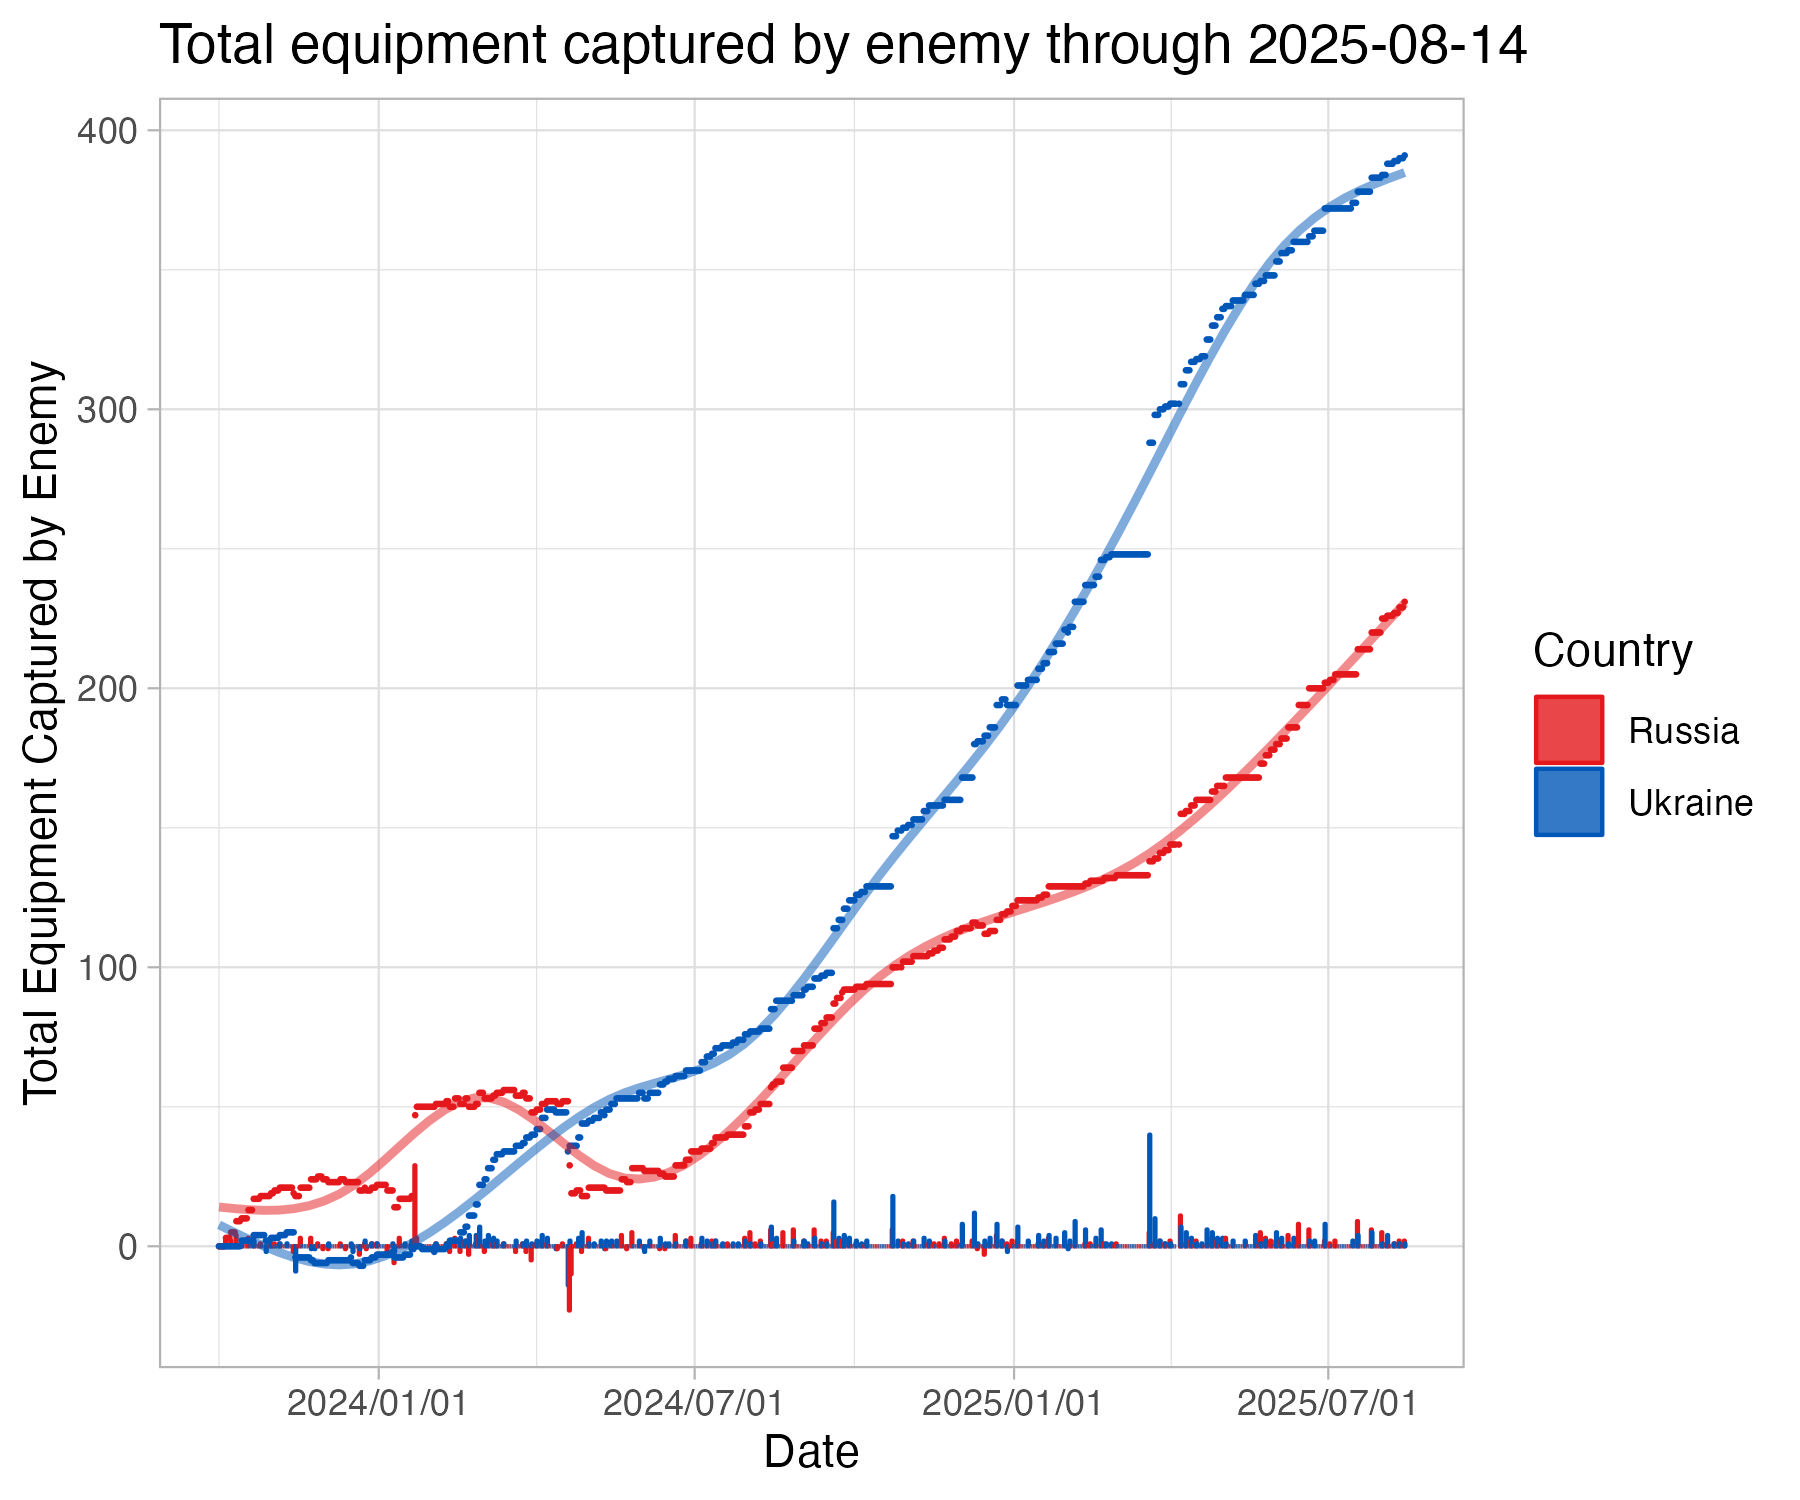 Total equipment captured by enemy through 2025-08-14
Total Equipment Captured by Enemy
400
300
200
100
0
2024/01/01
2024/07/01
2025/01/01
2025/07/01
Date
Country
Russia
Ukraine